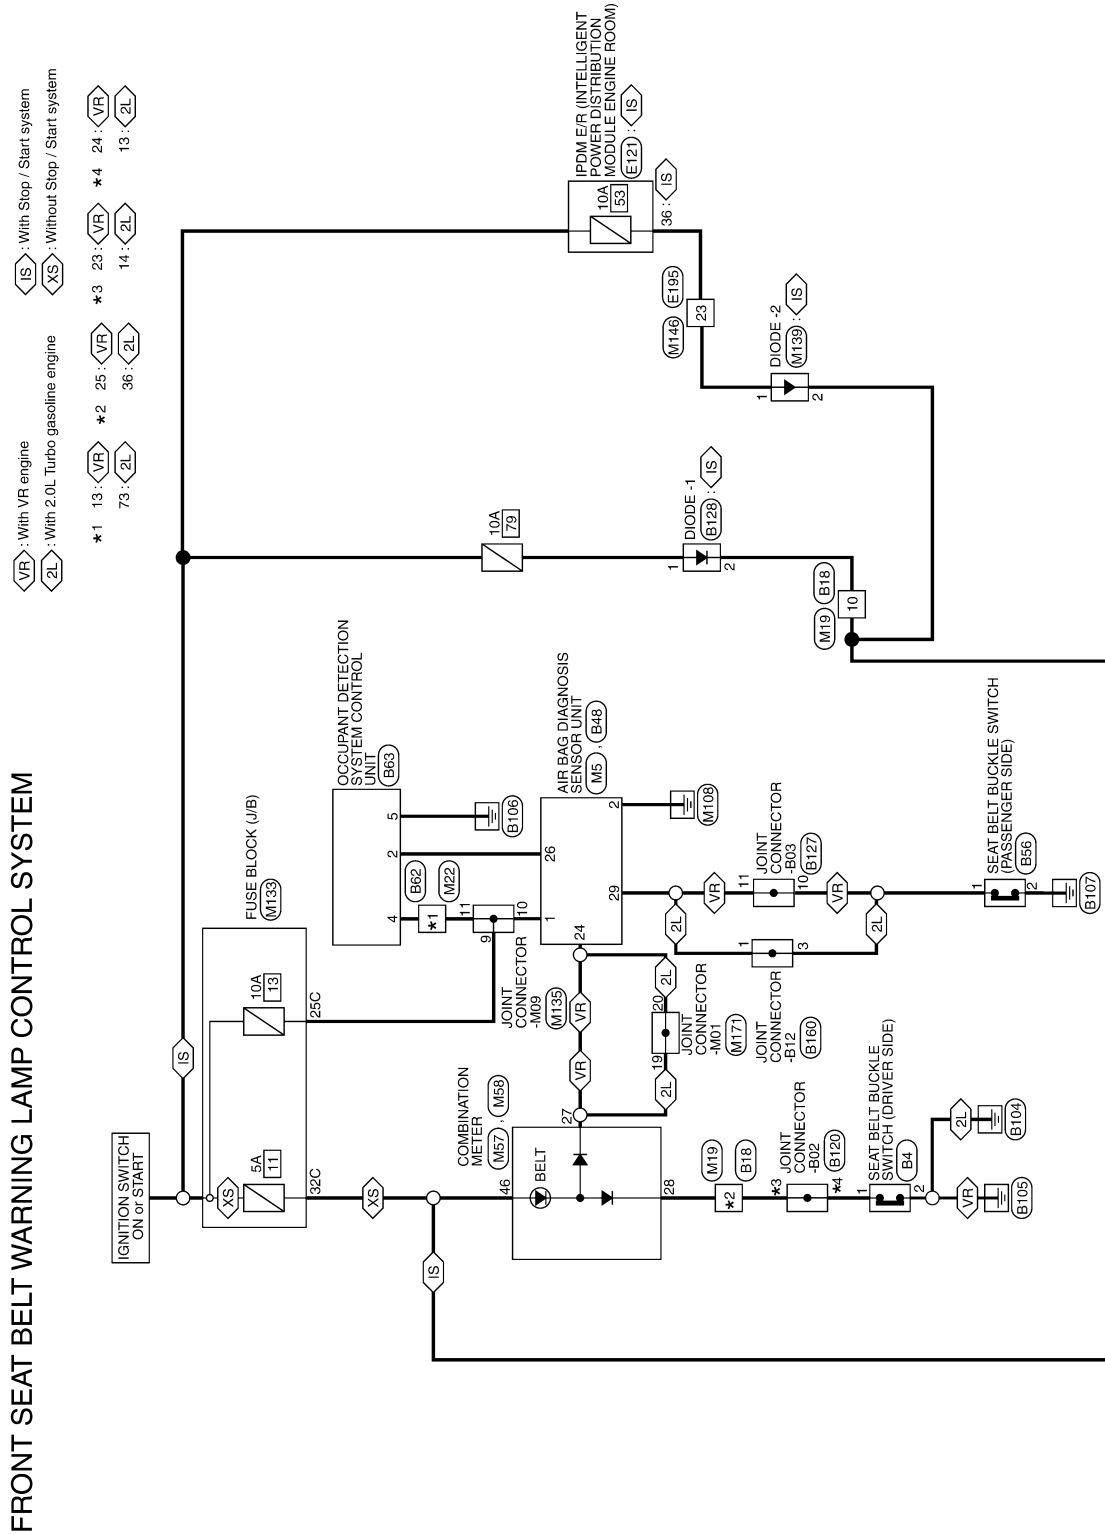 FRONT SEAT BELT WARNING LAMP CONTROL SYSTEM
VR : With VR engine
2L : With 2.0L Turbo gasoline engine
IS : With Stop / Start system
XS : Without Stop / Start system
*1 13 : VR
73 : 2L
*2 25 : VR
36 : 2L
*3 23 : VR
14 : 2L
*4 24 : VR
13 : 2L
IGNITION SWITCH
ON or START
IS
FUSE BLOCK (J/B)
M133
XS
5A
11
10A
13
32C
25C
XS
IS
OCCUPANT DETECTION
SYSTEM CONTROL
UNIT
B63
4
2
5
B106
B62
*1
M22
11
9
10
JOINT
CONNECTOR
-M09
M135
AIR BAG DIAGNOSIS
SENSOR UNIT
M5 , B48
1
26
24
29
2
M108
COMBINATION
METER
M57 , M58
46
BELT
27
28
VR
VR
2L
2L
19
20
JOINT
CONNECTOR
-M01
M171
M19
*2
B18
*3
JOINT
CONNECTOR
-B02
B120
*4
SEAT BELT BUCKLE
SWITCH (DRIVER SIDE)
B4
1
2
VR
B105
2L
B104
2L
VR
1
3
JOINT
CONNECTOR
-B12
B160
11
10
JOINT
CONNECTOR
-B03
B127
2L
VR
SEAT BELT BUCKLE SWITCH
(PASSENGER SIDE)
B56
1
2
B107
10A
79
DIODE -1
B128 : IS
1
2
M19
B18
10
IPDM E/R (INTELLIGENT
POWER DISTRIBUTION
MODULE ENGINE ROOM)
E121 : IS
10A
53
36 : IS
M146
E195
23
DIODE -2
M139 : IS
1
2